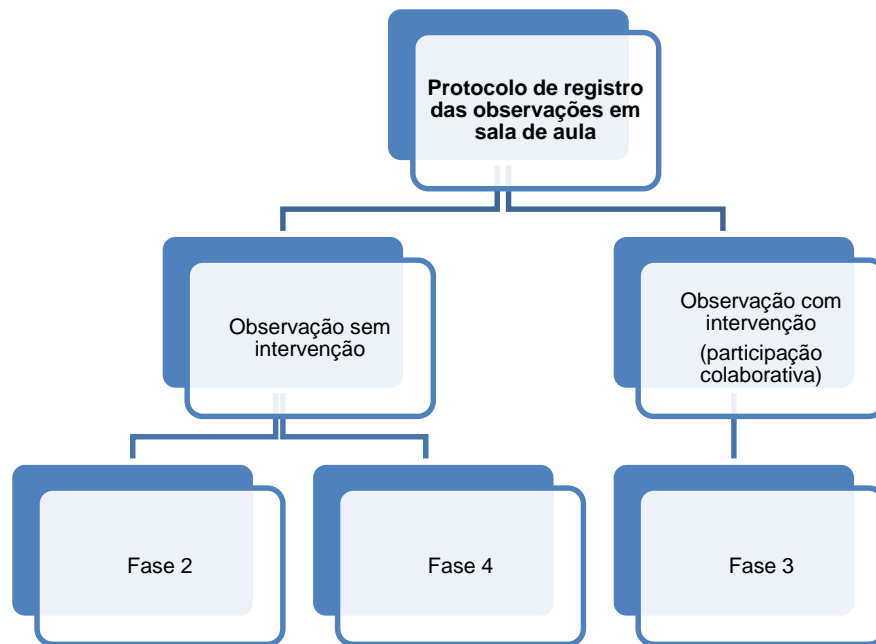 Protocolo de registro
das observações em
sala de aula
Observação sem
intervenção
Observação com
intervenção
(participação
colaborativa)
Fase 2
Fase 4
Fase 3